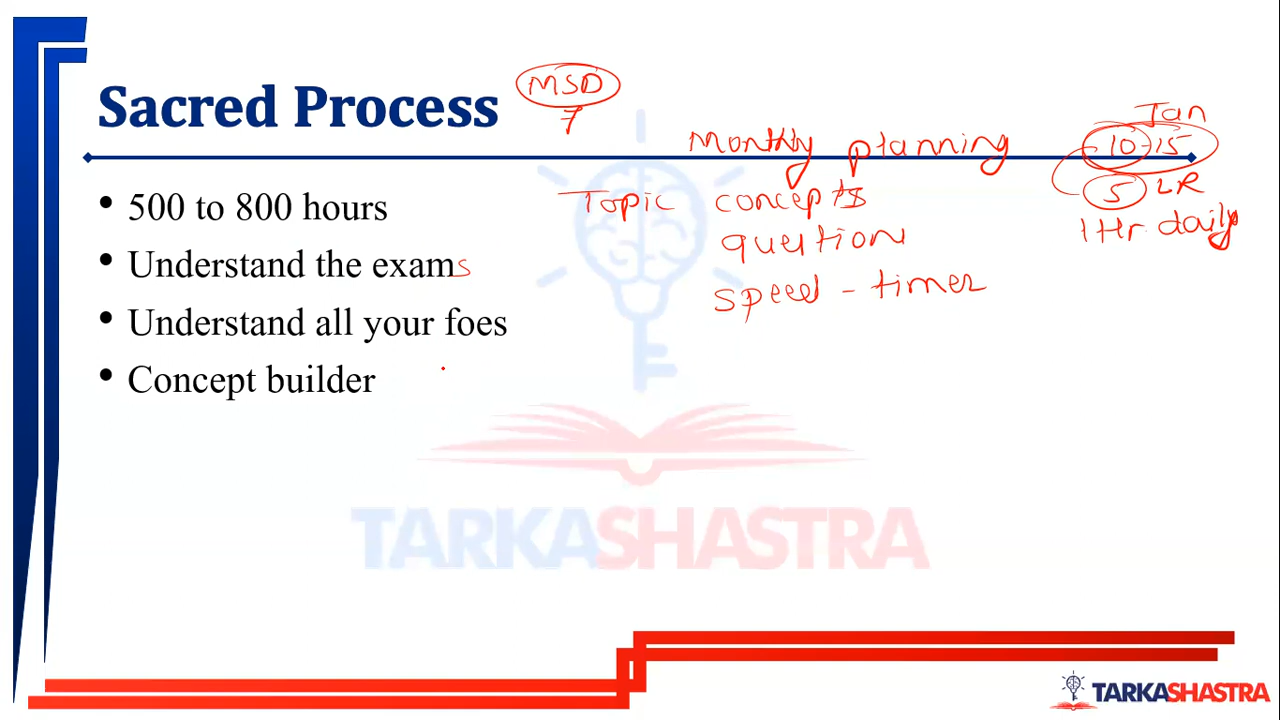 Sacred Process
MSD
7
Jan
Monthly planning
10-15
5 LR
1 Hr. daily
Topic concepts
question
speed - timer
• 500 to 800 hours
• Understand the exams
• Understand all your foes
• Concept builder
TARKASHASTRA
TARKASHASTRA